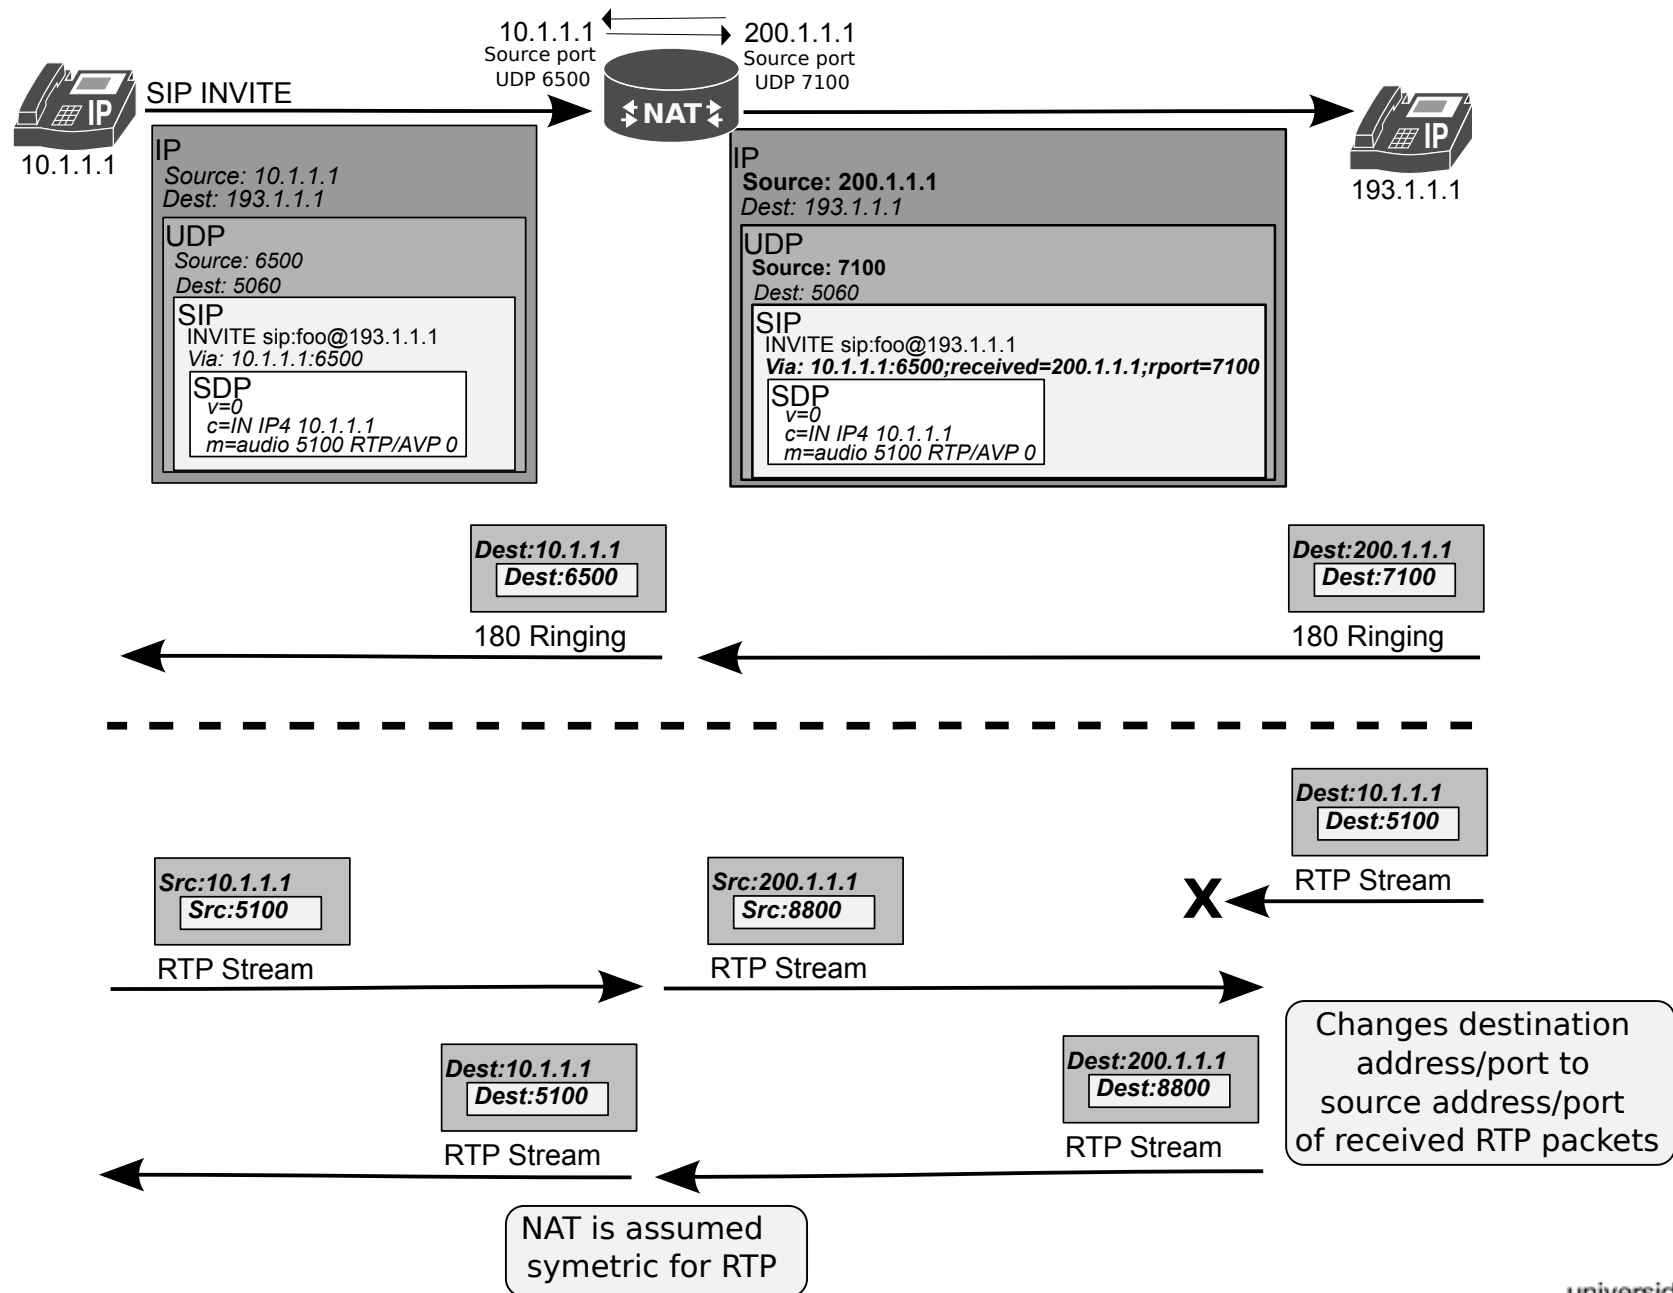 10.1.1.1
Source port
UDP 6500
200.1.1.1
Source port
UDP 7100
IP
10.1.1.1
SIP INVITE
NAT
IP
193.1.1.1
IP
Source: 10.1.1.1
Dest: 193.1.1.1
UDP
Source: 6500
Dest: 5060
SIP
INVITE sip:foo@193.1.1.1
Via: 10.1.1.1:6500
SDP
v=0
c=IN IP4 10.1.1.1
m=audio 5100 RTP/AVP 0
IP
Source: 200.1.1.1
Dest: 193.1.1.1
UDP
Source: 7100
Dest: 5060
SIP
INVITE sip:foo@193.1.1.1
Via: 10.1.1.1:6500;received=200.1.1.1;rport=7100
SDP
v=0
c=IN IP4 10.1.1.1
m=audio 5100 RTP/AVP 0
Dest:10.1.1.1
Dest:6500
180 Ringing
Dest:200.1.1.1
Dest:7100
180 Ringing
Dest:10.1.1.1
Dest:5100
RTP Stream
X
Src:10.1.1.1
Src:5100
RTP Stream
Src:200.1.1.1
Src:8800
RTP Stream
Changes destination
address/port to
source address/port
of received RTP packets
Dest:10.1.1.1
Dest:5100
RTP Stream
Dest:200.1.1.1
Dest:8800
RTP Stream
NAT is assumed
symetric for RTP